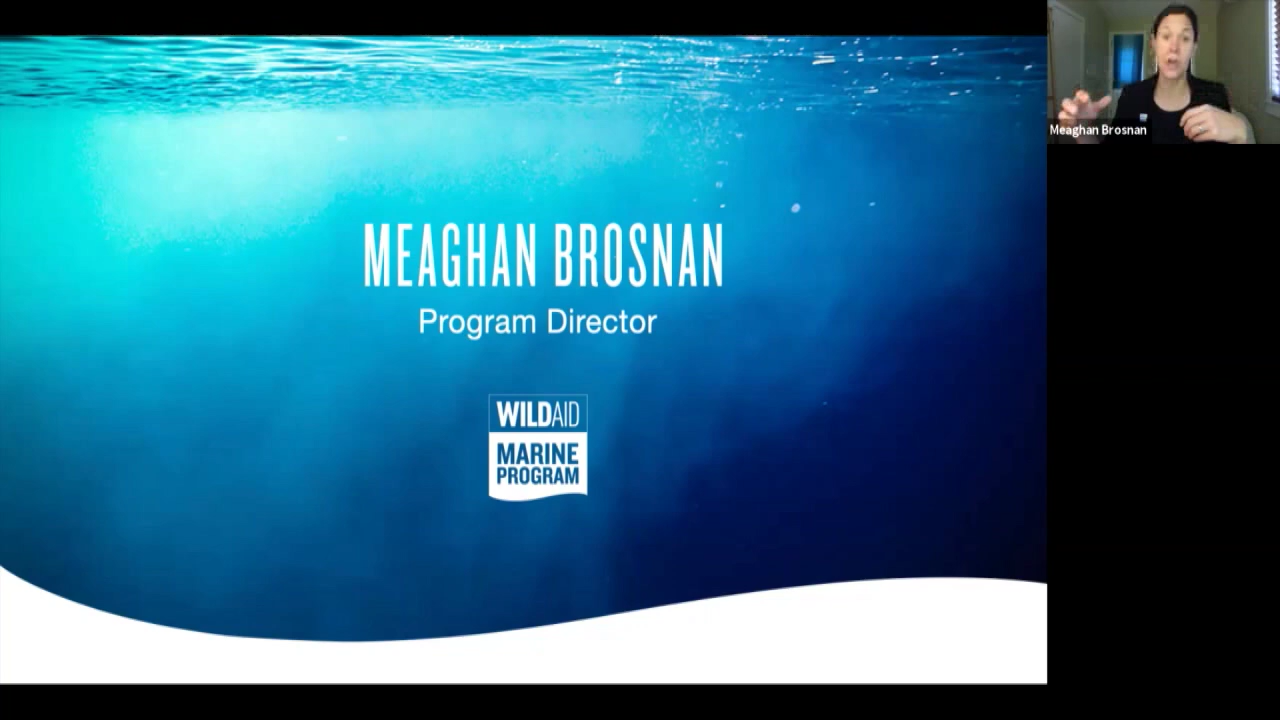 MEAGHAN BROSNAN
Program Director
WILDAID
MARINE
PROGRAM
Meaghan Brosnan